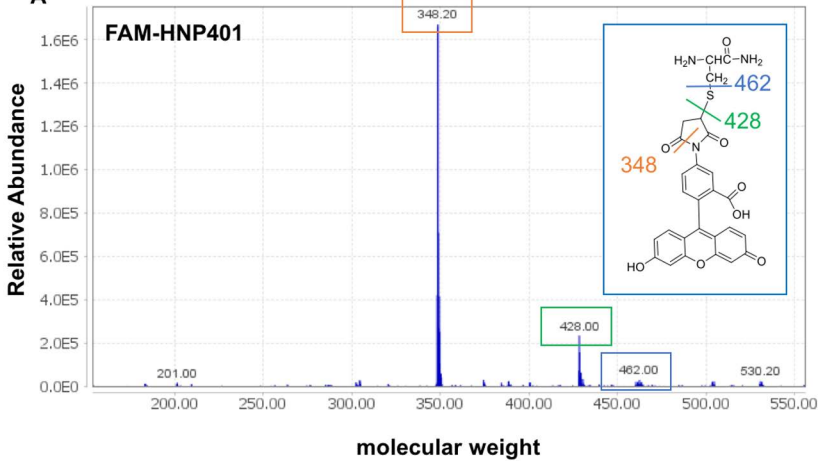 A
FAM-HNP401
348.20
1.6E6
1.4E6
1.2E6
1.0E6
8.0E5
6.0E5
4.0E5
2.0E5
0.0E0
Relative Abundance
201.00
428.00
462.00
530.20
200.00 250.00 300.00 350.00 400.00 450.00 500.00 550.00
molecular weight
O
H₂N CH C NH₂
CH₂
462
S
428
O O
N
348
O
OH
HO O O